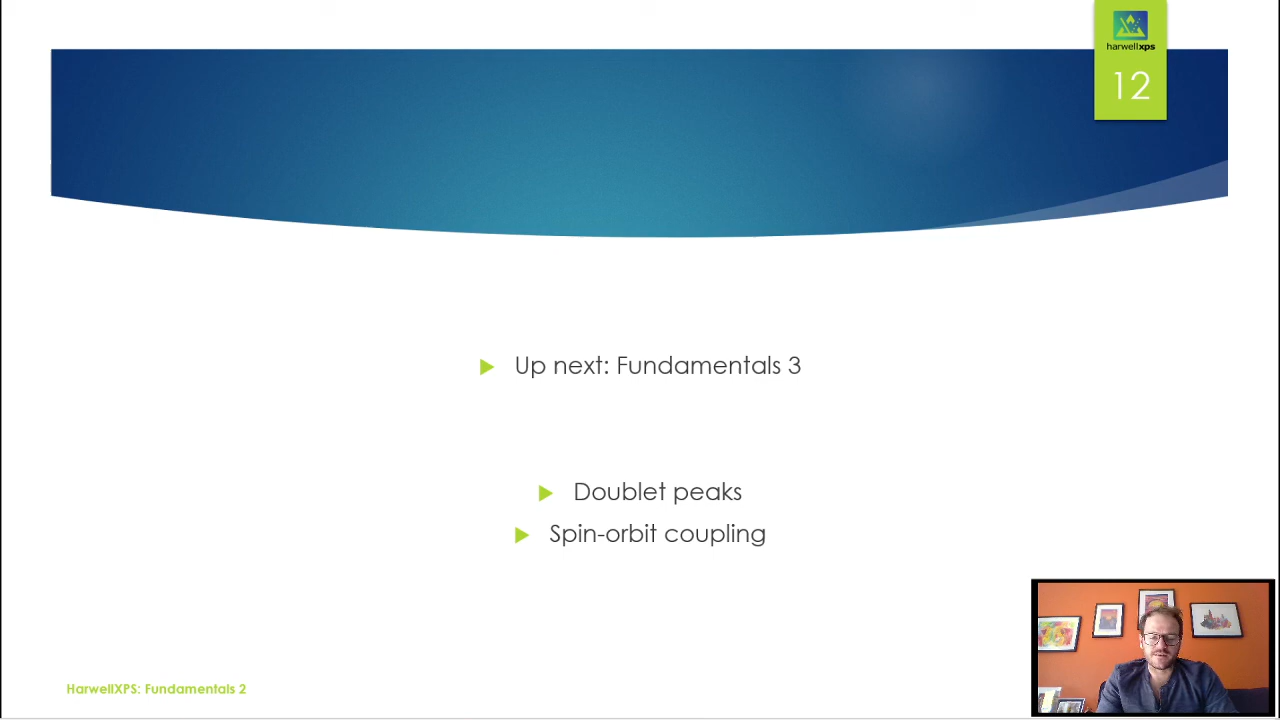 harwellxps
12
Up next: Fundamentals 3
Doublet peaks
Spin-orbit coupling
HarwellXPS: Fundamentals 2